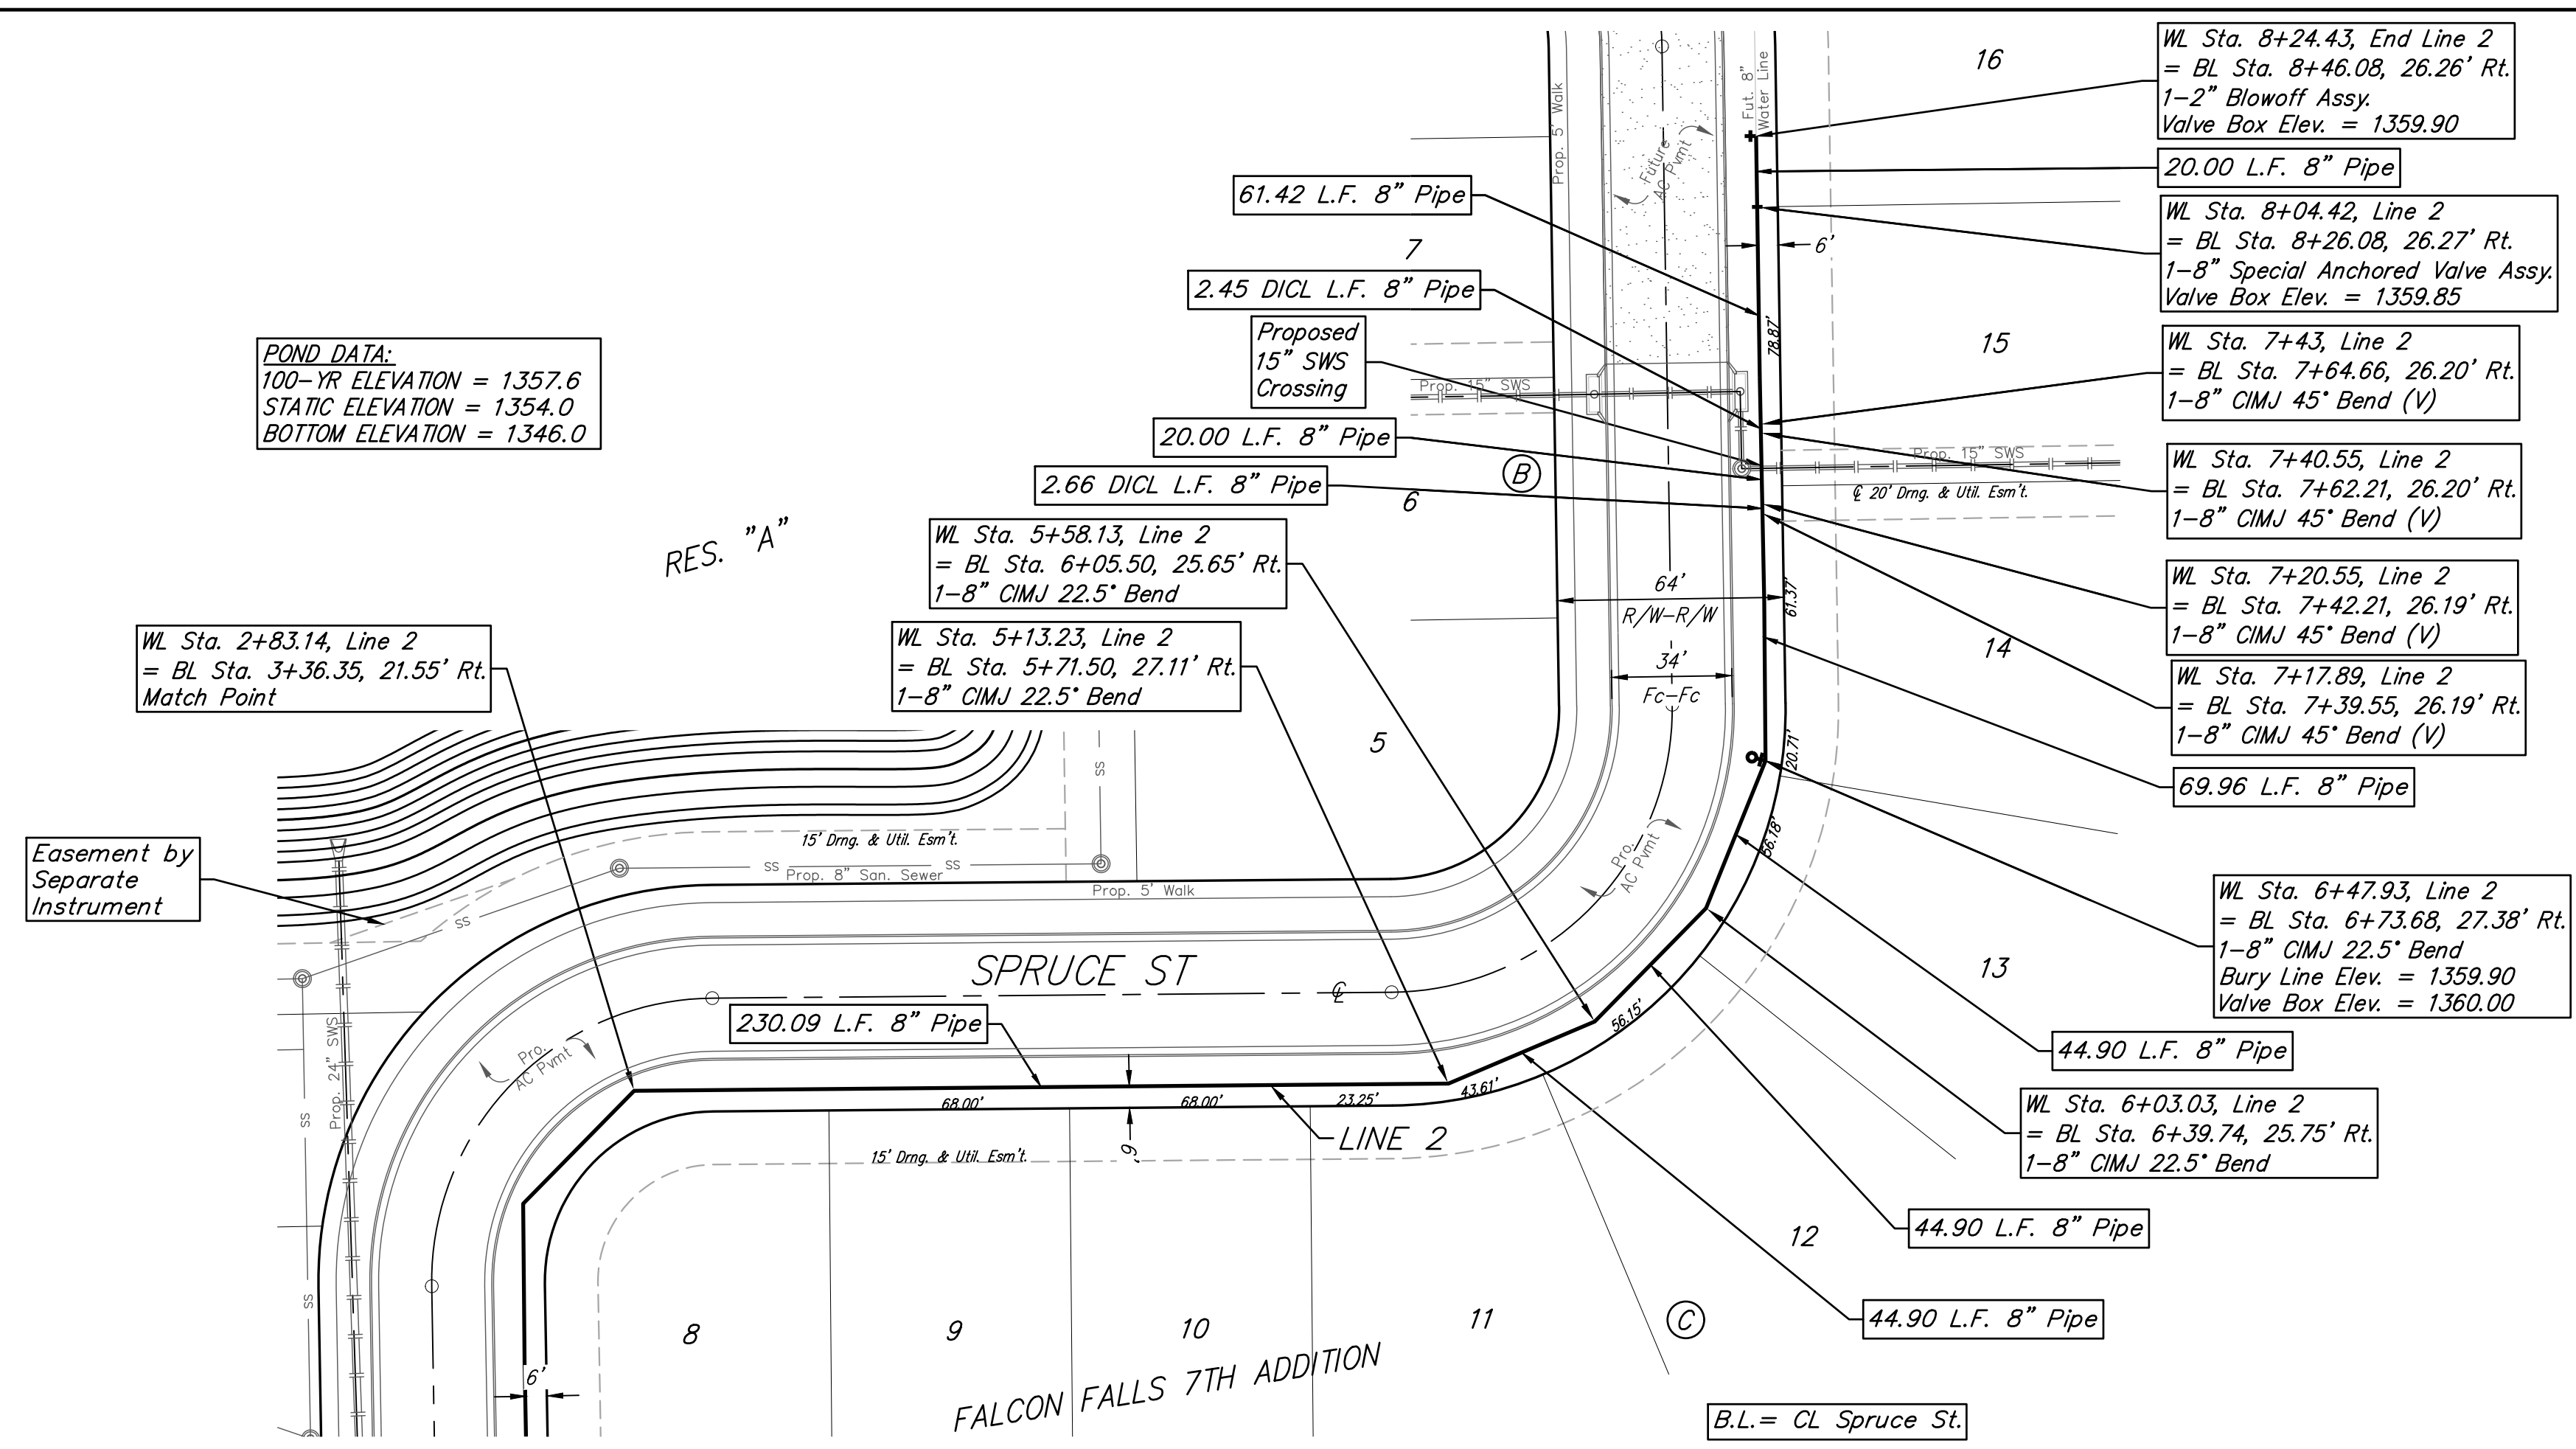 WL Sta. 8+24.43, End Line 2
= BL Sta. 8+46.08, 26.26' Rt.
1-2" Blowoff Assy.
Valve Box Elev. = 1359.90
20.00 L.F. 8" Pipe
WL Sta. 8+04.42, Line 2
= BL Sta. 8+26.08, 26.27' Rt.
1-8" Special Anchored Valve Assy.
Valve Box Elev. = 1359.85
WL Sta. 7+43, Line 2
= BL Sta. 7+64.66, 26.20' Rt.
1-8" CIMJ 45° Bend (V)
WL Sta. 7+40.55, Line 2
= BL Sta. 7+62.21, 26.20' Rt.
1-8" CIMJ 45° Bend (V)
WL Sta. 7+20.55, Line 2
= BL Sta. 7+42.21, 26.19' Rt.
1-8" CIMJ 45° Bend (V)
WL Sta. 7+17.89, Line 2
= BL Sta. 7+39.55, 26.19' Rt.
1-8" CIMJ 45° Bend (V)
69.96 L.F. 8" Pipe
WL Sta. 6+47.93, Line 2
= BL Sta. 6+73.68, 27.38' Rt.
1-8" CIMJ 22.5° Bend
Bury Line Elev. = 1359.90
Valve Box Elev. = 1360.00
44.90 L.F. 8" Pipe
WL Sta. 6+03.03, Line 2
= BL Sta. 6+39.74, 25.75' Rt.
1-8" CIMJ 22.5° Bend
44.90 L.F. 8" Pipe
44.90 L.F. 8" Pipe
B.L.= CL Spruce St.
61.42 L.F. 8" Pipe
7
2.45 DICL L.F. 8" Pipe
Proposed
15" SWS
Crossing
20.00 L.F. 8" Pipe
2.66 DICL L.F. 8" Pipe
B
6
WL Sta. 5+58.13, Line 2
= BL Sta. 6+05.50, 25.65' Rt.
1-8" CIMJ 22.5° Bend
WL Sta. 5+13.23, Line 2
= BL Sta. 5+71.50, 27.11' Rt.
1-8" CIMJ 22.5° Bend
5
POND DATA:
100-YR ELEVATION = 1357.6
STATIC ELEVATION = 1354.0
BOTTOM ELEVATION = 1346.0
RES. "A"
WL Sta. 2+83.14, Line 2
= BL Sta. 3+36.35, 21.55' Rt.
Match Point
Easement by
Separate
Instrument
Prop. 5' Walk
Future
AC Pvmt
Fut. 8"
Water Line
6'
16
15
14
13
12
11
10
9
8
78.87'
Prop. 15" SWS
Prop. 15" SWS
℄ 20' Drng. & Util. Esm't.
64'
R/W-R/W
34'
Fc-Fc
61.37'
20.71'
56.18'
56.15'
43.61'
23.25'
68.00'
68.00'
Pro.
AC Pvmt
15' Drng. & Util. Esm't.
SS
SS
Prop. 8" San. Sewer
SS
SS
Prop. 5' Walk
SPRUCE ST
℄
230.09 L.F. 8" Pipe
Pro.
AC Pvmt
Prop. 24" SWS
SS
SS
6'
LINE 2
15' Drng. & Util. Esm't.
6'
C
FALCON FALLS 7TH ADDITION